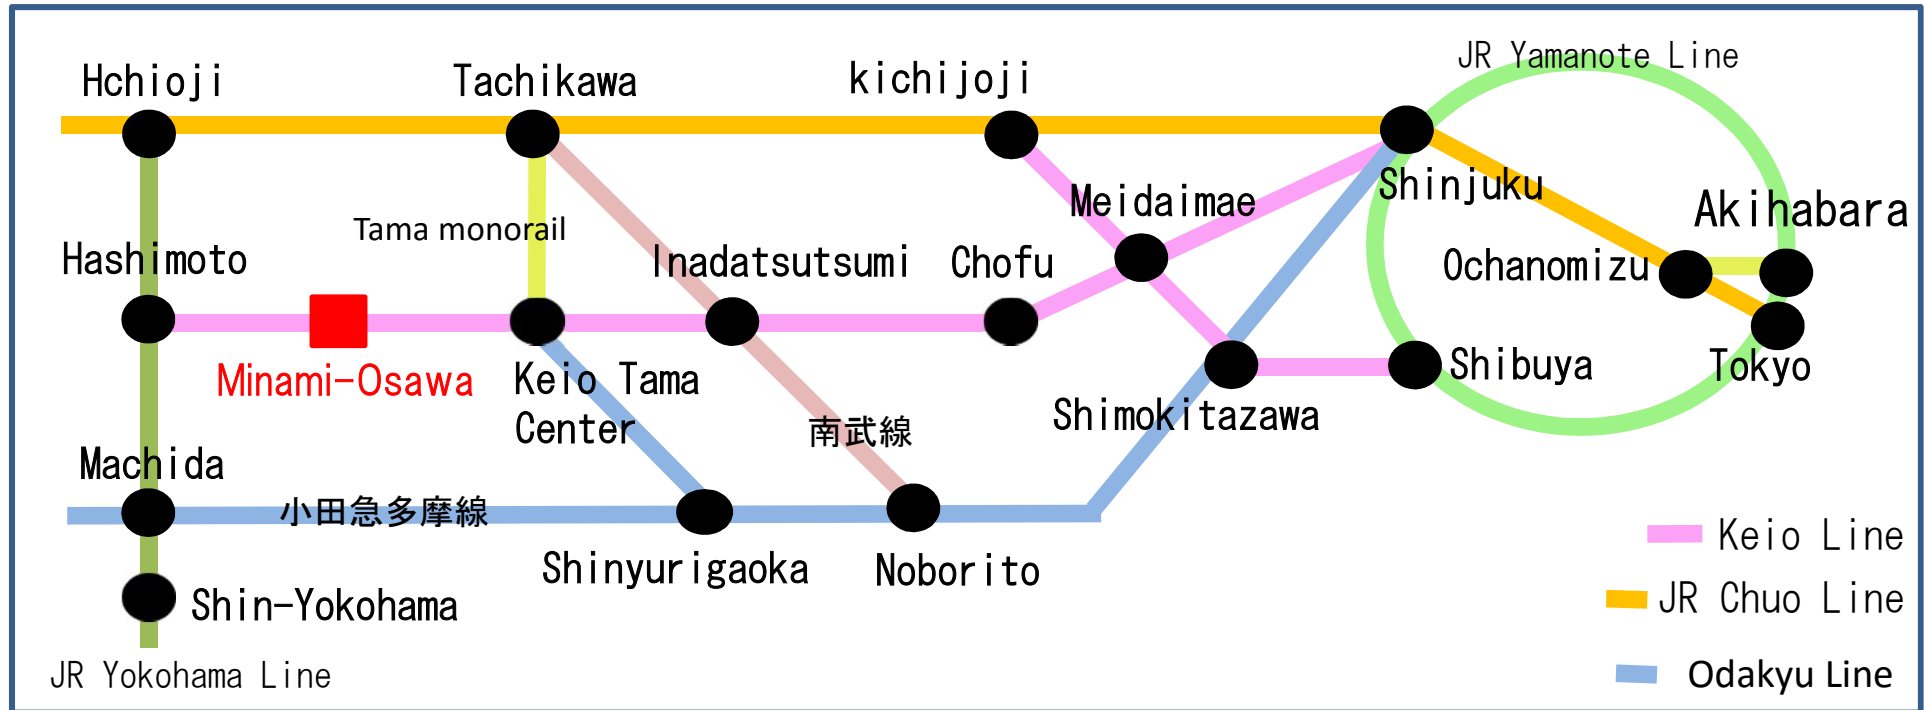 JR Yamanote Line
Hchioji
Tachikawa
kichijoji
Shinjuku
Meidaimae
Akihabara
Tama monorail
Hashimoto
Inadatsutsumi
Chofu
Ochanomizu
Minami-Osawa
Keio Tama
Center
Shibuya
Tokyo
Shimokitazawa
南武線
Machida
小田急多摩線
Shinyurigaoka
Noborito
Shin-Yokohama
JR Yokohama Line
Keio Line
JR Chuo Line
Odakyu Line